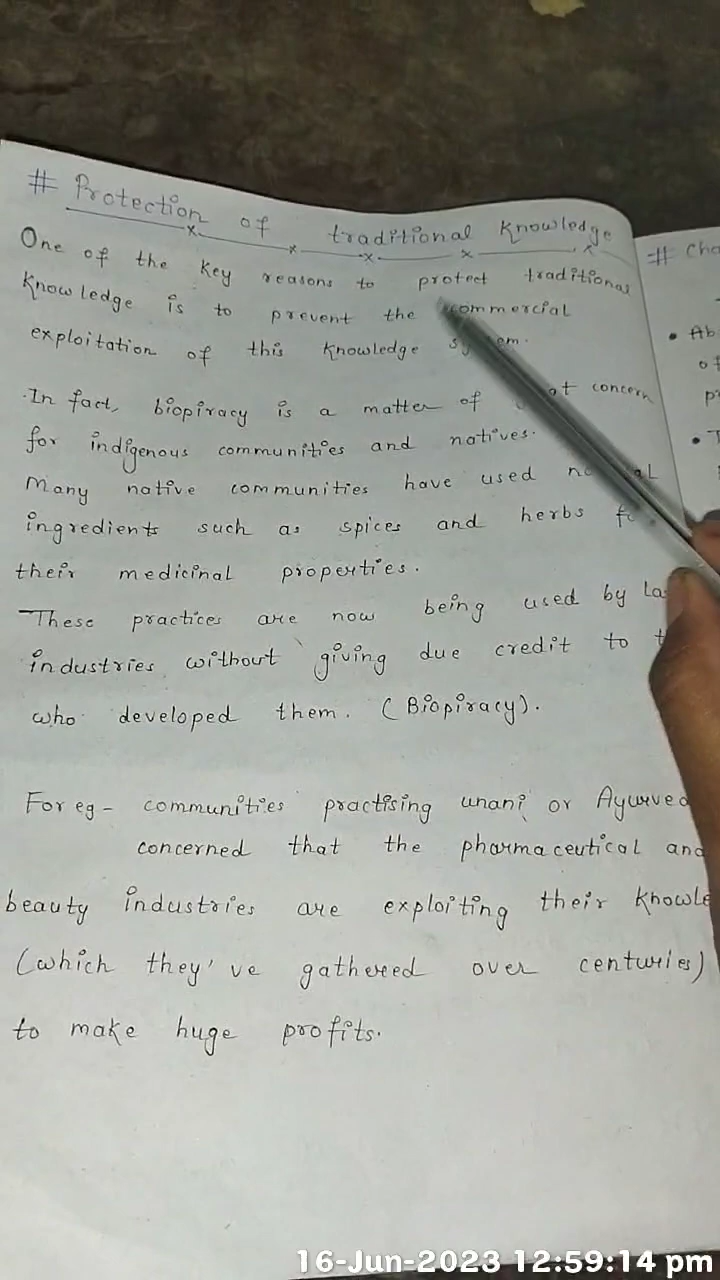 # Protection of traditional Knowledge
One of the key reasons to protect traditional
Knowledge is to prevent the commercial
exploitation of this knowledge
In fact, biopiracy is a matter of concern
for indigenous communities and natives.
Many native communities have used
ingredients such as spices and herbs
their medicinal properties.
These practices are now being used by
industries without giving due credit to
who developed them. (Biopiracy).
For eg - communities practising unani or
concerned that the pharmaceutical and
beauty industries are exploiting their
(which they've gathered over centuries)
to make huge profits.
#
16-Jun-2023 12:59:14 pm